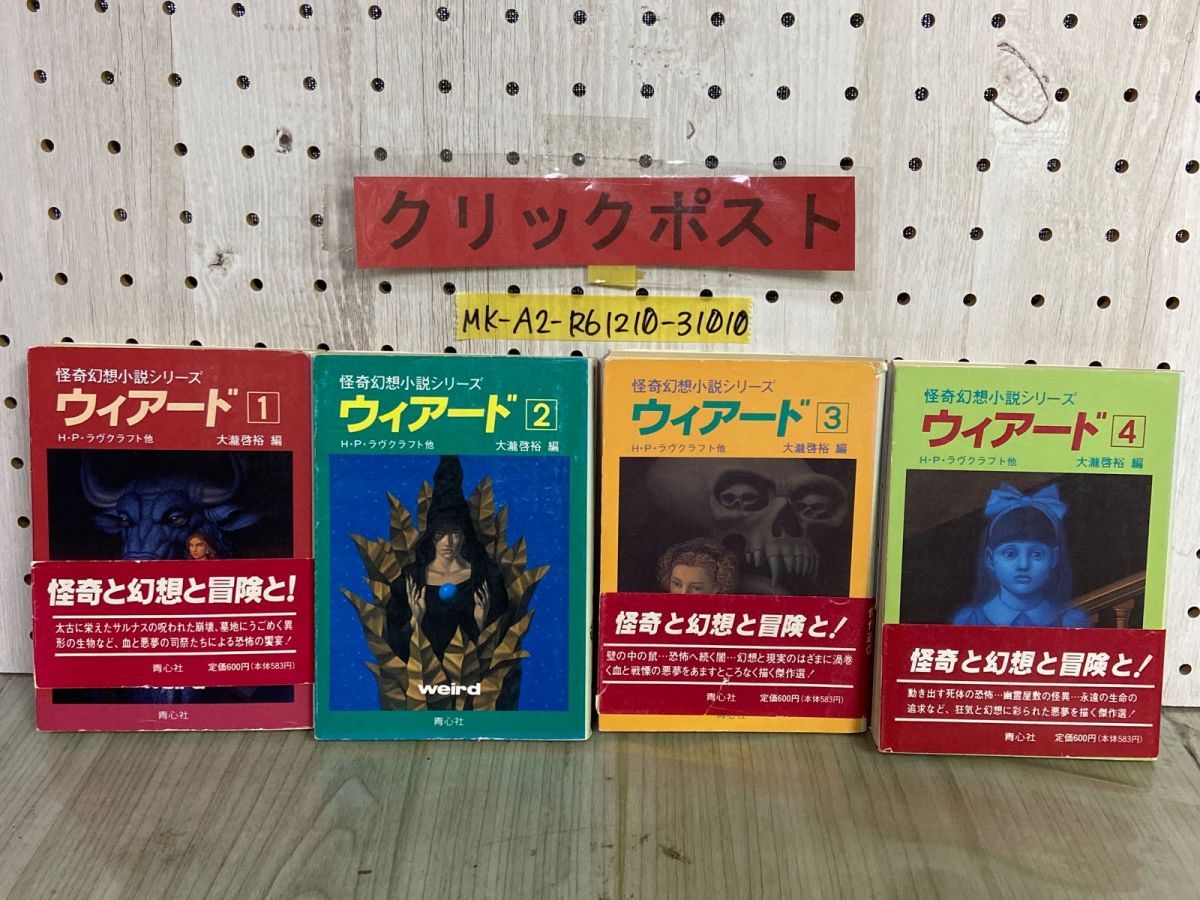 クリックポスト
MK-A2-R61210-31010
怪奇幻想小説シリーズ
ウィアード 1
H・P・ラヴクラフト他 大瀧啓裕 編
怪奇と幻想と冒険と!
太古に栄えたサルナスの呪われた崩壊、墓地にうごめく異
形の生物など、血と悪夢の司祭たちによる恐怖の饗宴!
青心社 定価600円(本体583円)
怪奇幻想小説シリーズ
ウィアード 2
H・P・ラヴクラフト他 大瀧啓裕 編
weird
青心社
怪奇幻想小説シリーズ
ウィアード 3
H・P・ラヴクラフト他 大瀧啓裕 編
怪奇と幻想と冒険と!
壁の中の鼠…恐怖へ続く闇…幻想と現実のはざまに渦巻
く血と戦慄の悪夢をあますところなく描く傑作選!
青心社 定価600円(本体583円)
怪奇幻想小説シリーズ
ウィアード 4
H・P・ラヴクラフト他 大瀧啓裕 編
怪奇と幻想と冒険と!
動き出す死体の恐怖…幽霊屋敷の怪異…永遠の生命の
追求など、狂気と幻想に彩られた悪夢を描く傑作選!
青心社 定価600円(本体583円)